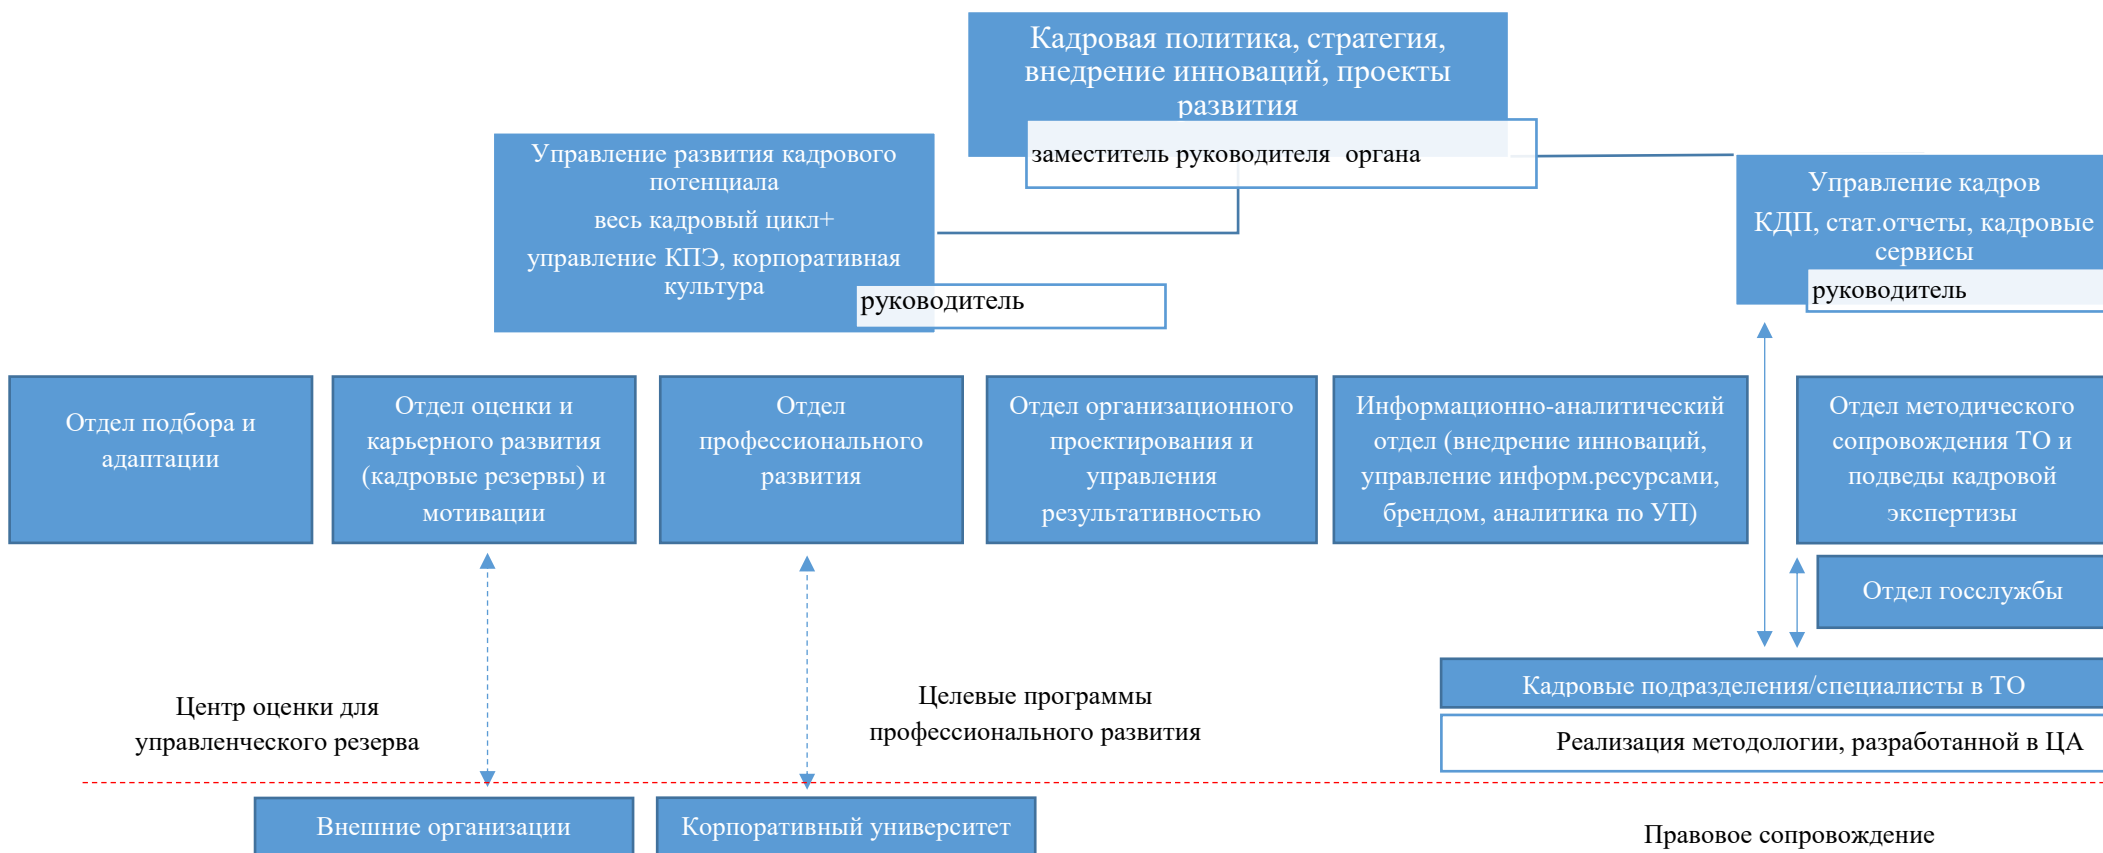 Кадровая политика, стратегия,
внедрение инноваций, проекты
развития
заместитель руководителя органа
Управление развития кадрового
потенциала
весь кадровый цикл+
управление КПЭ, корпоративная
культура
руководитель
Управление кадров
КДП, стат.отчеты, кадровые
сервисы
руководитель
Отдел подбора и
адаптации
Отдел оценки и
карьерного развития
(кадровые резервы) и
мотивации
Отдел
профессионального
развития
Отдел организационного
проектирования и
управления
результативностью
Информационно-аналитический
отдел (внедрение инноваций,
управление информ.ресурсами,
брендом, аналитика по УП)
Отдел методического
сопровождения ТО и
подведы кадровой
экспертизы
Отдел госслужбы
Кадровые подразделения/специалисты в ТО
Реализация методологии, разработанной в ЦА
Центр оценки для
управленческого резерва
Целевые программы
профессионального развития
Внешние организации
Корпоративный университет
Правовое сопровождение